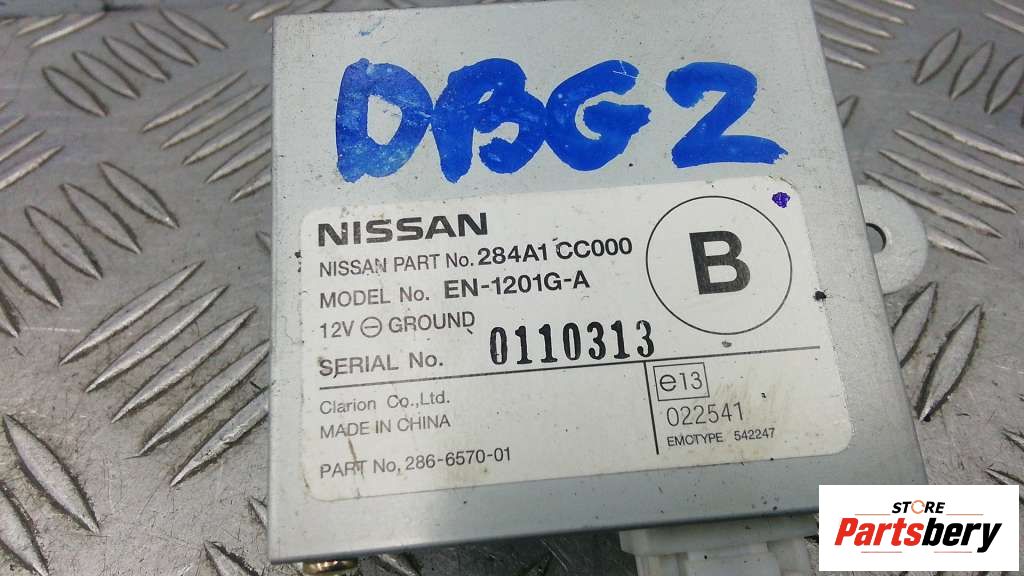 DBG2
NISSAN
NISSAN PART No. 284A1 CC000
MODEL No. EN-1201G-A
12V ⊖ GROUND
SERIAL No. 0110313
B
Clarion Co.,Ltd.
MADE IN CHINA
PART No, 286-6570-01
e13
022541
EMOTYPE 542247
STORE
Partsbery